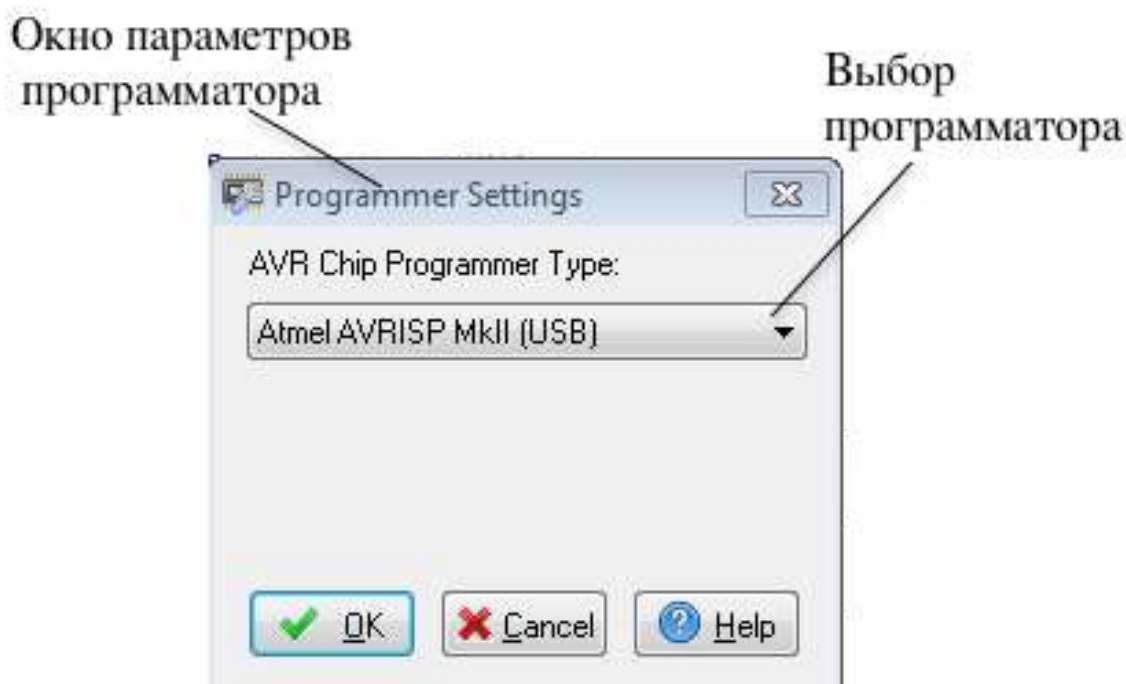 Окно параметров
программатора
Выбор
программатора
Programmer Settings
AVR Chip Programmer Type:
Atmel AVRISP MkII (USB)
OK
Cancel
Help